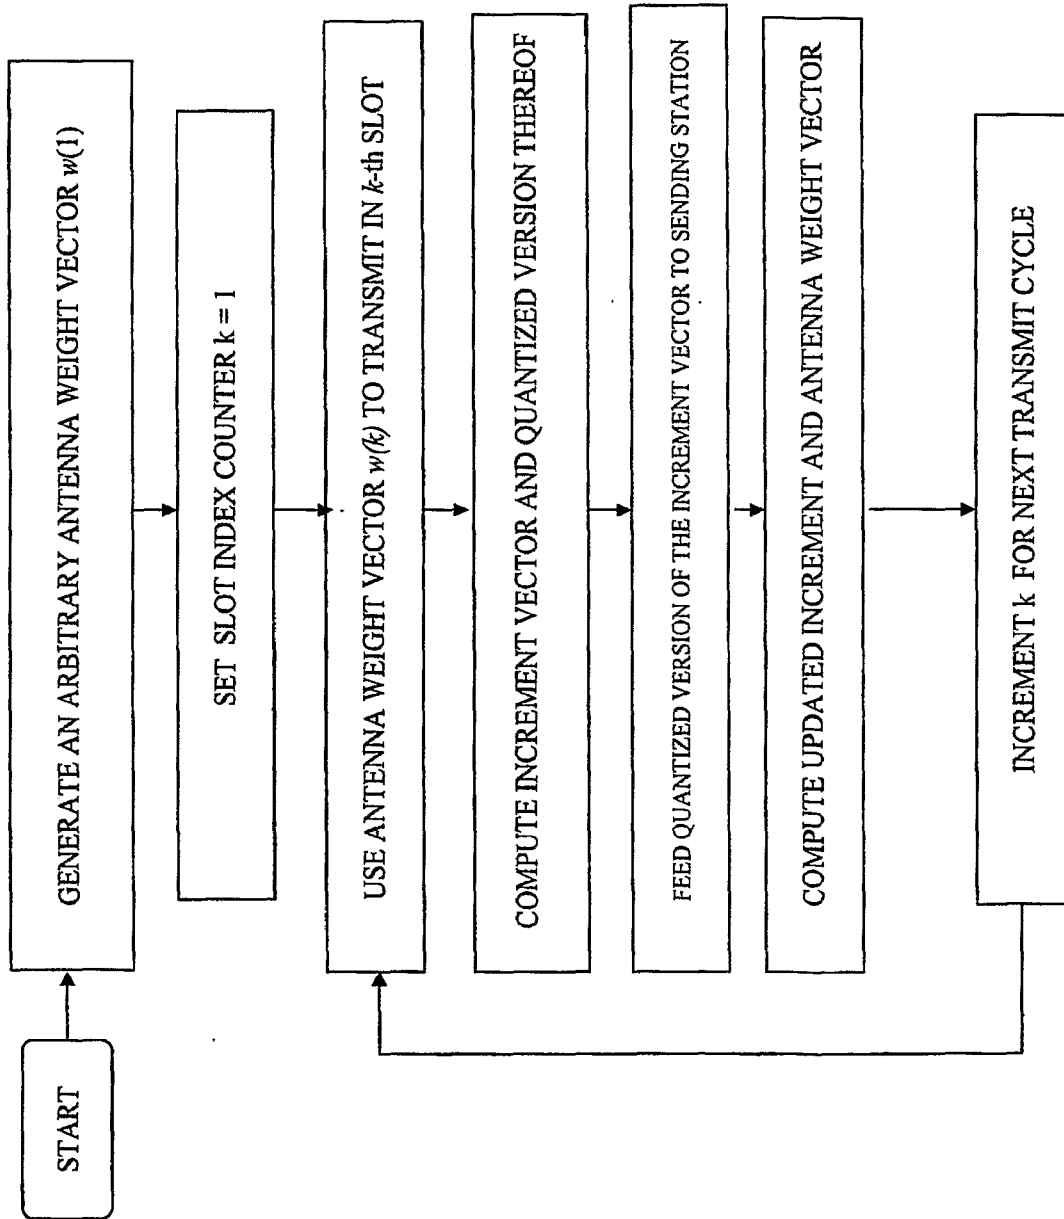 START
GENERATE AN ARBITRARY ANTENNA WEIGHT VECTOR w(1)
SET SLOT INDEX COUNTER k = 1
USE ANTENNA WEIGHT VECTOR w(k) TO TRANSMIT IN k-th SLOT
COMPUTE INCREMENT VECTOR AND QUANTIZED VERSION THEREOF
FEED QUANTIZED VERSION OF THE INCREMENT VECTOR TO SENDING STATION
COMPUTE UPDATED INCREMENT AND ANTENNA WEIGHT VECTOR
INCREMENT k FOR NEXT TRANSMIT CYCLE